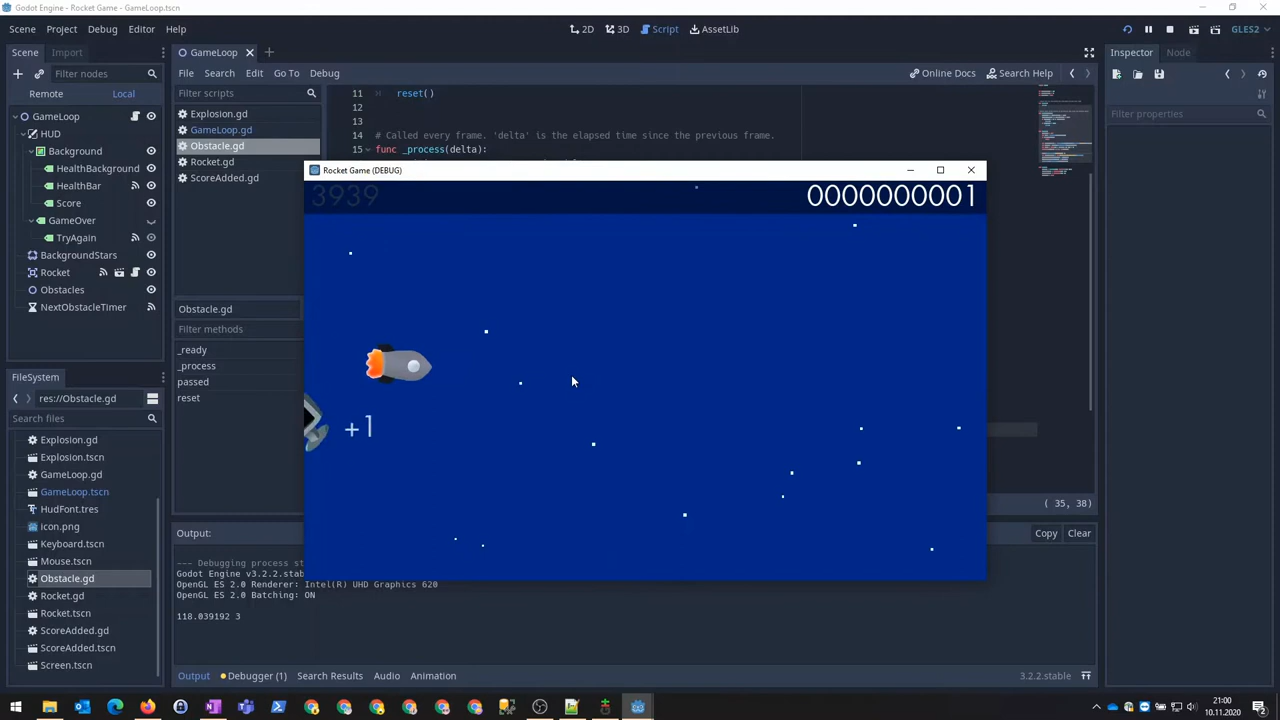 Godot Engine - Rocket Game - GameLoop.tscn
Scene Project Debug Editor Help
2D 3D Script AssetLib
GLES2
Scene Import
Filter nodes
Remote Local
GameLoop
HUD
Background
HealthBackground
HealthBar
Score
GameOver
TryAgain
BackgroundStars
Rocket
Obstacles
NextObstacleTimer
FileSystem
res://Obstacle.gd
Search files
Explosion.gd
Explosion.tscn
GameLoop.gd
GameLoop.tscn
HudFont.tres
icon.png
Keyboard.tscn
Mouse.tscn
Obstacle.gd
Rocket.gd
Rocket.tscn
ScoreAdded.gd
ScoreAdded.tscn
Screen.tscn
GameLoop
File Search Edit Go To Debug
Online Docs Search Help
Filter scripts
Explosion.gd
GameLoop.gd
Obstacle.gd
Rocket.gd
ScoreAdded.gd
Obstacle.gd
Filter methods
_ready
_process
passed
reset
11 reset()
12
13
14 # Called every frame. 'delta' is the elapsed time since the previous frame.
15 func _process(delta):
Rocket Game (DEBUG)
3939 0000000001
+1
( 35, 38)
Output: Copy Clear
--- Debugging process st
Godot Engine v3.2.2.stab
OpenGL ES 2.0 Renderer: Intel(R) UHD Graphics 620
OpenGL ES 2.0 Batching: ON
118.039192 3
Output Debugger (1) Search Results Audio Animation 3.2.2.stable
Inspector Node
Filter properties
21:00
10.11.2020
2